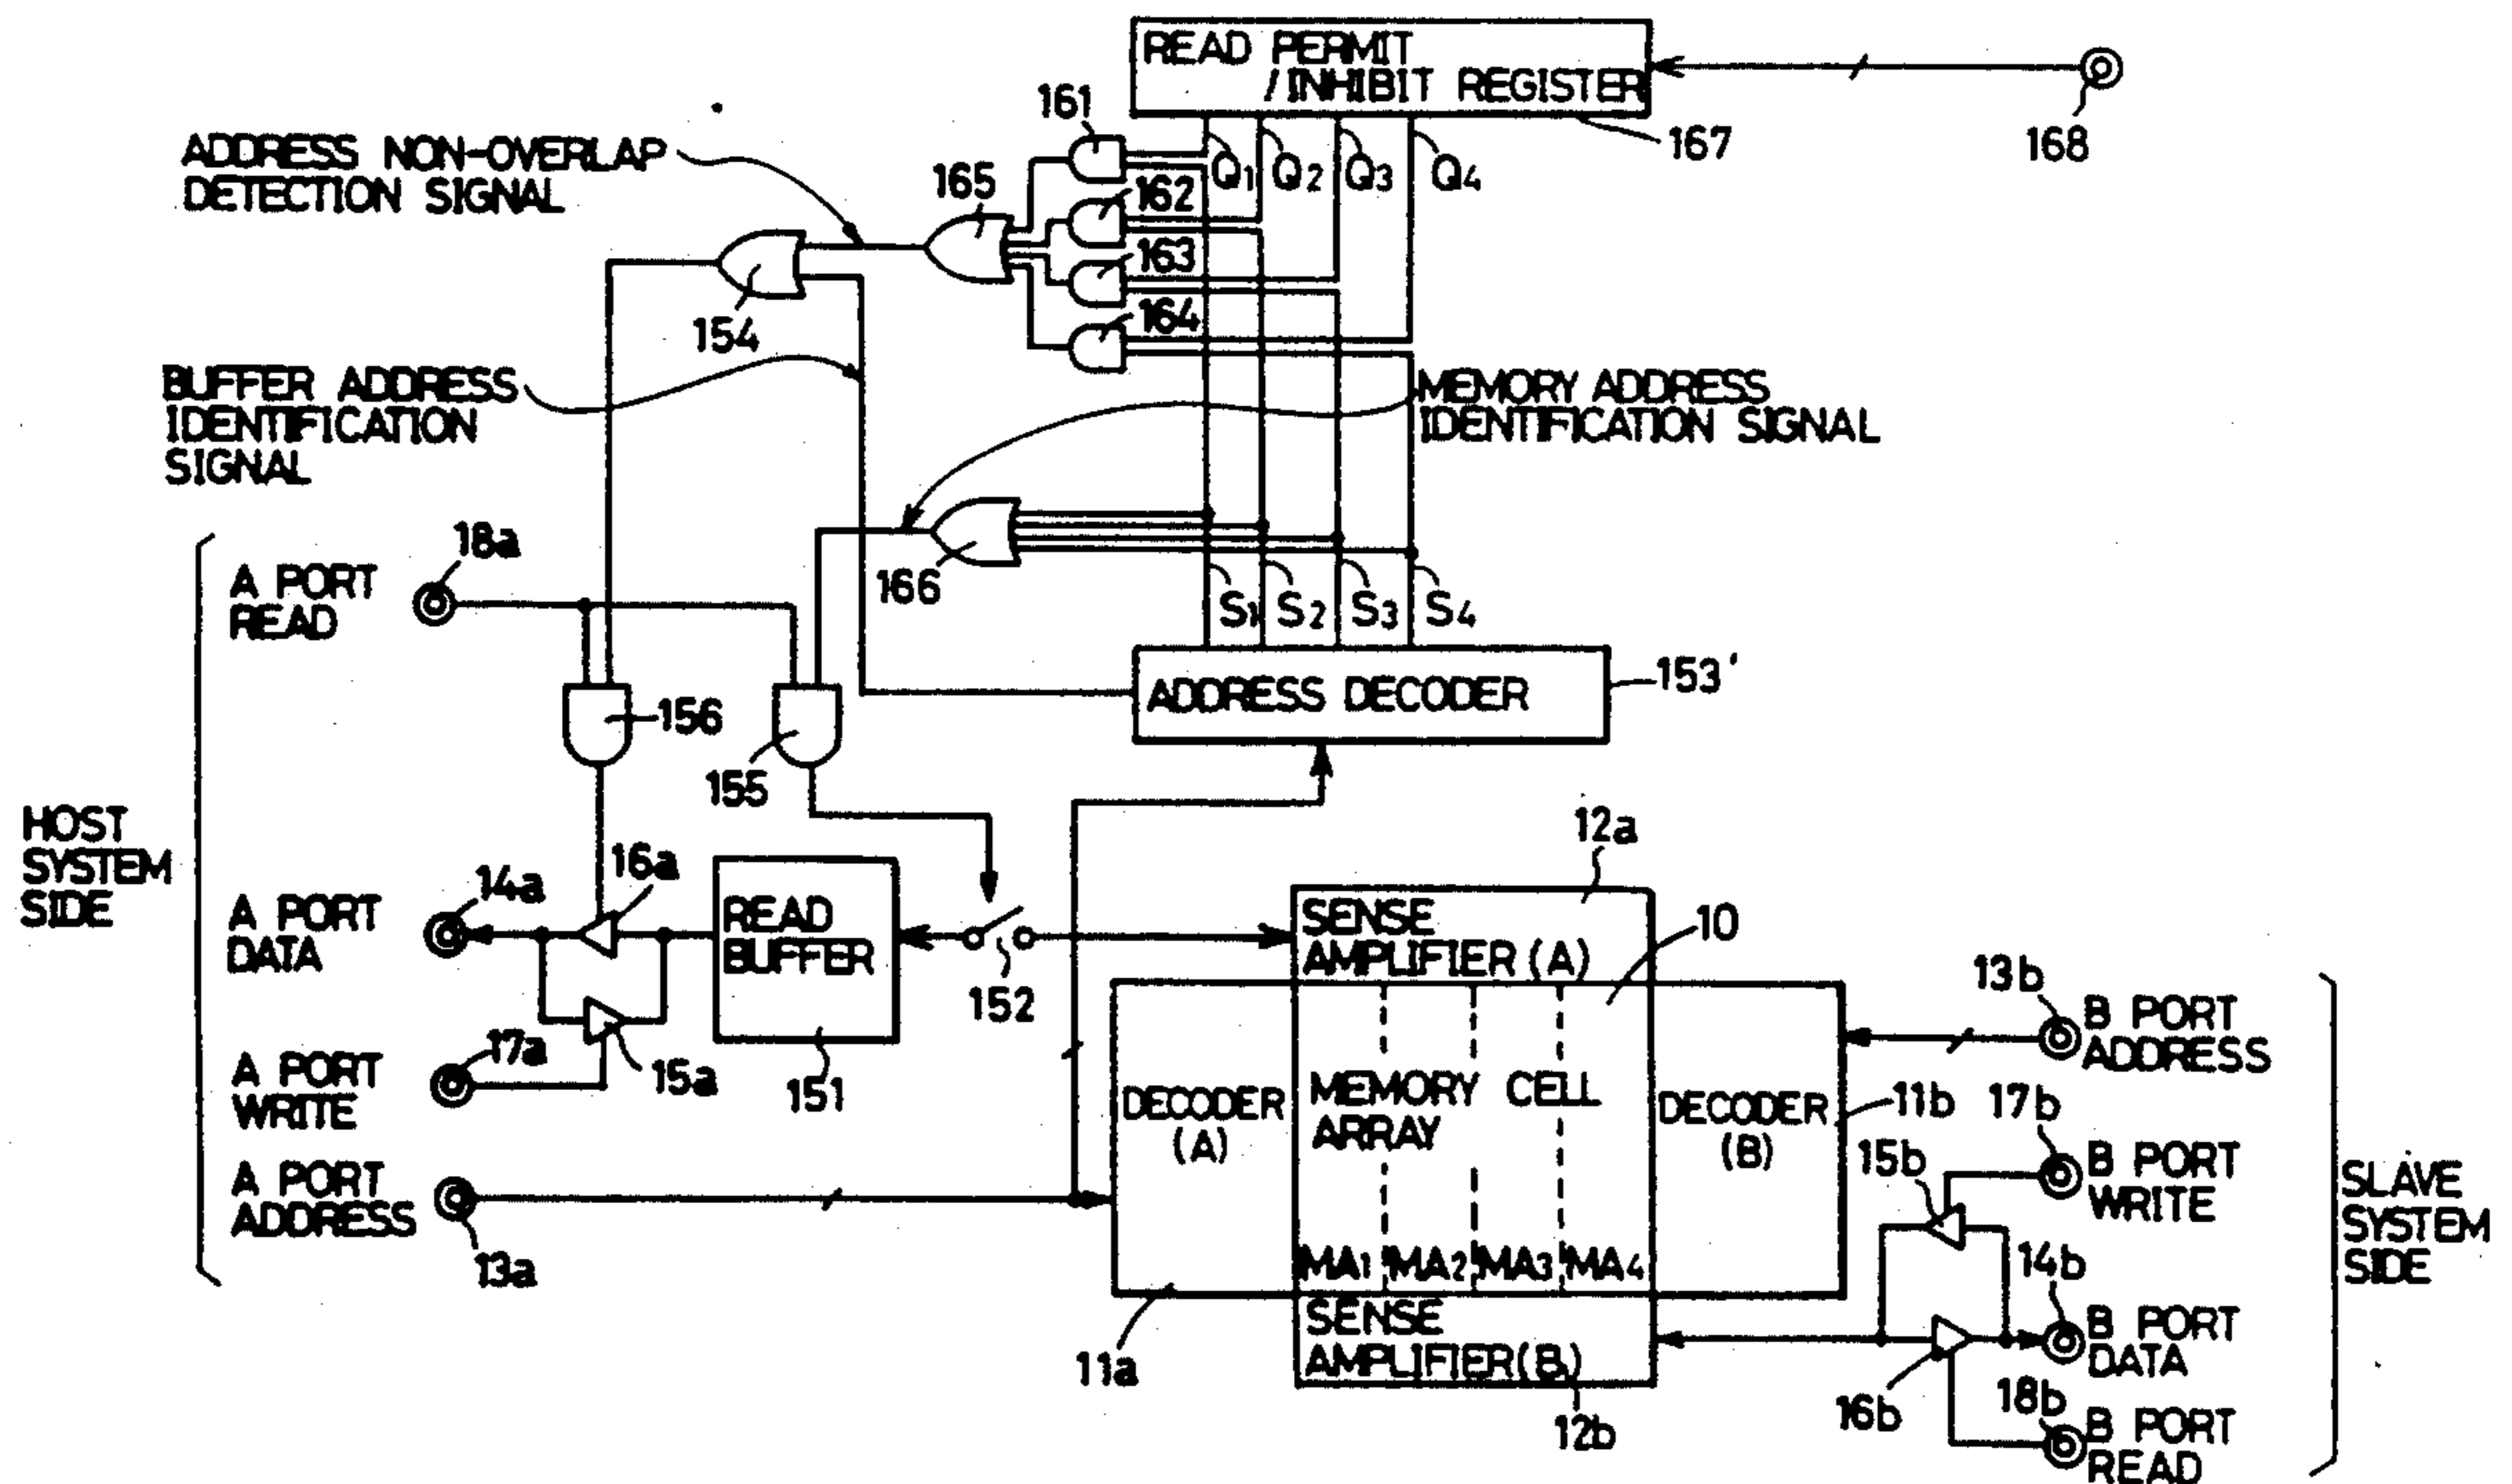 READ PERMIT
/INHIBIT REGISTER
161
167
168
ADDRESS NON-OVERLAP
DETECTION SIGNAL
165
Q1
Q2
Q3
Q4
162
163
154
164
BUFFER ADDRESS
IDENTIFICATION
SIGNAL
MEMORY ADDRESS
IDENTIFICATION SIGNAL
18a
A PORT
READ
166
S1
S2
S3
S4
156
ADDRESS DECODER
153'
155
HOST
SYSTEM
SIDE
12a
14a
16a
A PORT
DATA
READ
BUFFER
SENSE
AMPLIFIER (A)
10
152
13b
B PORT
ADDRESS
17a
A PORT
WRITE
15a
151
DECODER
(A)
MEMORY CELL
ARRAY
DECODER
(B)
11b
17b
15b
B PORT
WRITE
A PORT
ADDRESS
13a
SLAVE
SYSTEM
SIDE
MA1
MA2
MA3
MA4
14b
SENSE
AMPLIFIER(B)
B PORT
DATA
11a
12b
16b
18b
B PORT
READ